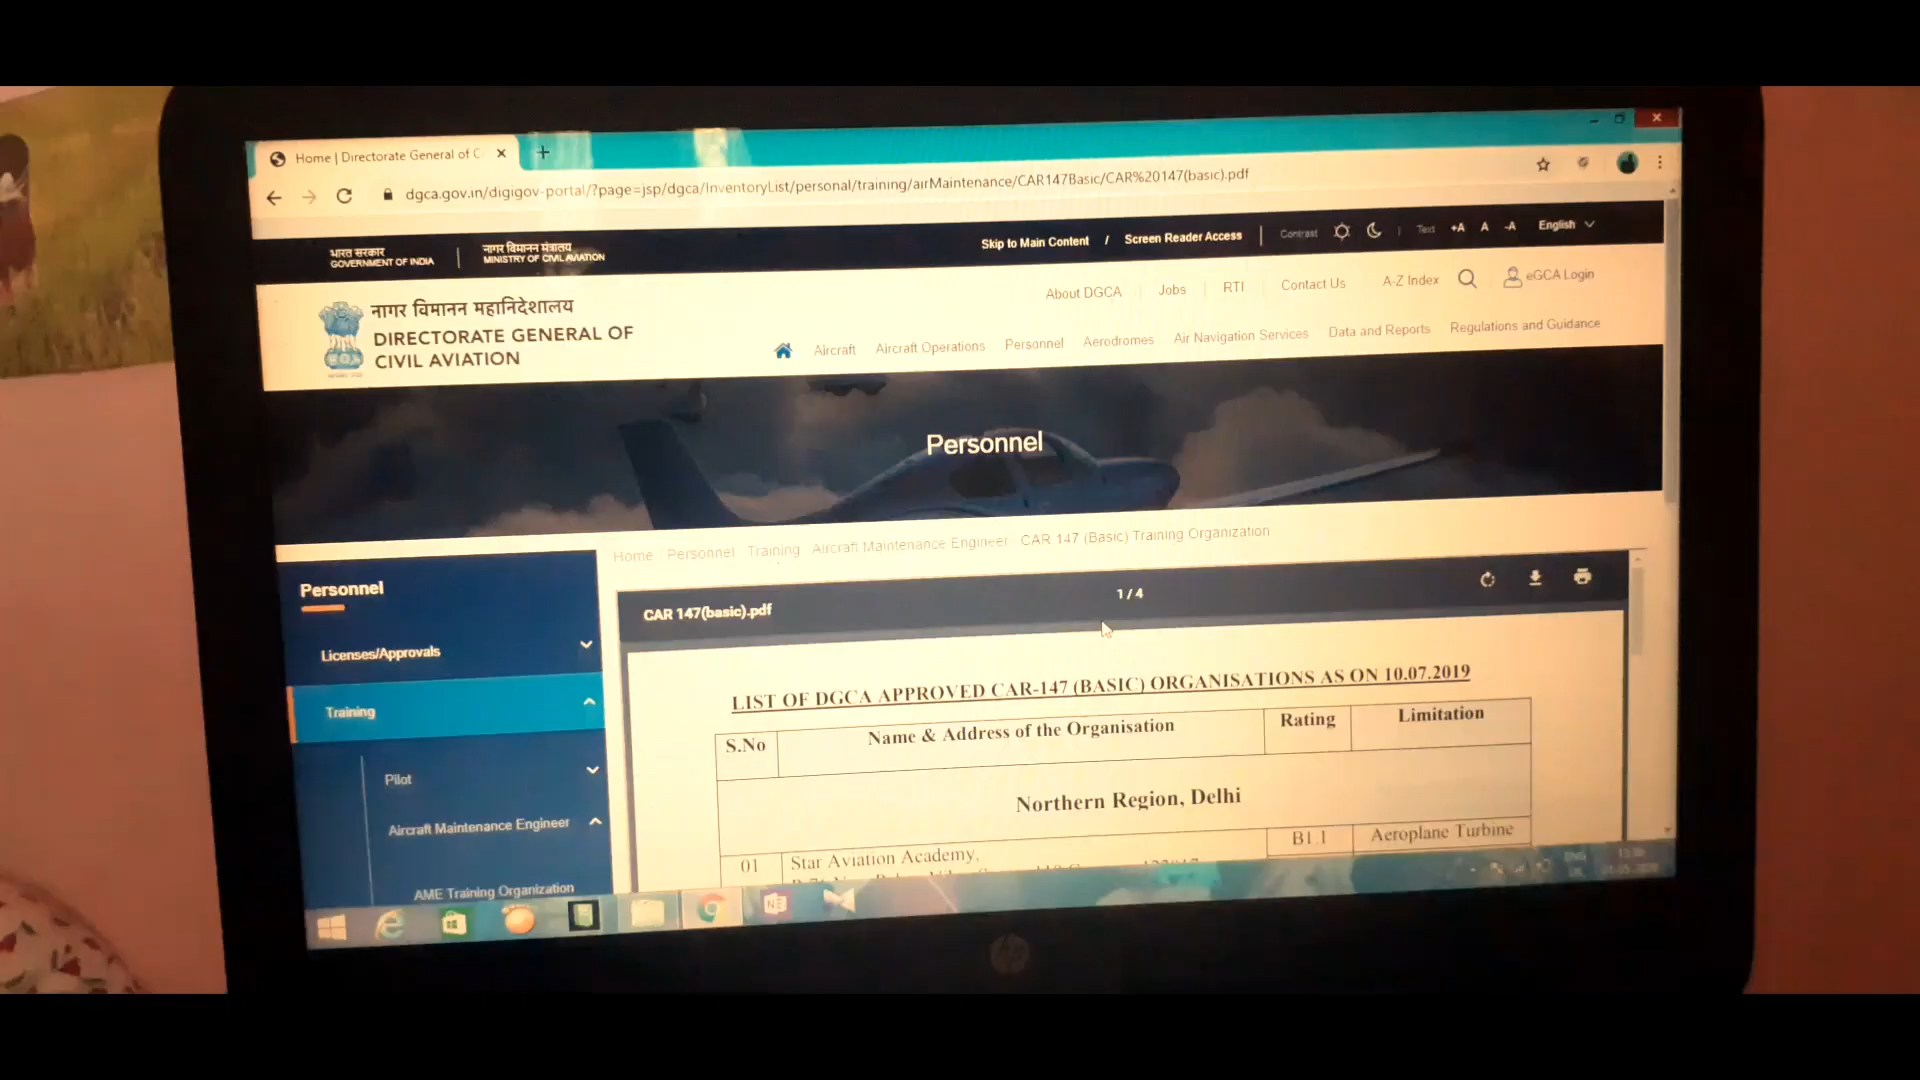 Home | Directorate General of C
dgca.gov.in/digigov-portal/?page=jsp/dgca/InventoryList/personal/training/airMaintenance/CAR147Basic/CAR%20147(basic).pdf
भारत सरकार
GOVERNMENT OF INDIA
नागर विमानन मंत्रालय
MINISTRY OF CIVIL AVIATION
Skip to Main Content / Screen Reader Access | Contrast | Text +A A -A English
About DGCA Jobs RTI Contact Us A-Z Index eGCA Login
नागर विमानन महानिदेशालय
DIRECTORATE GENERAL OF
CIVIL AVIATION
Aircraft Aircraft Operations Personnel Aerodromes Air Navigation Services Data and Reports Regulations and Guidance
Personnel
Home Personnel Training Aircraft Maintenance Engineer CAR 147 (Basic) Training Organization
Personnel
Licenses/Approvals
Training
Pilot
Aircraft Maintenance Engineer
AME Training Organization
CAR 147(basic).pdf
1 / 4
LIST OF DGCA APPROVED CAR-147 (BASIC) ORGANISATIONS AS ON 10.07.2019
S.No Name & Address of the Organisation Rating Limitation
Northern Region, Delhi
01 Star Aviation Academy, B1.1 Aeroplane Turbine
hp